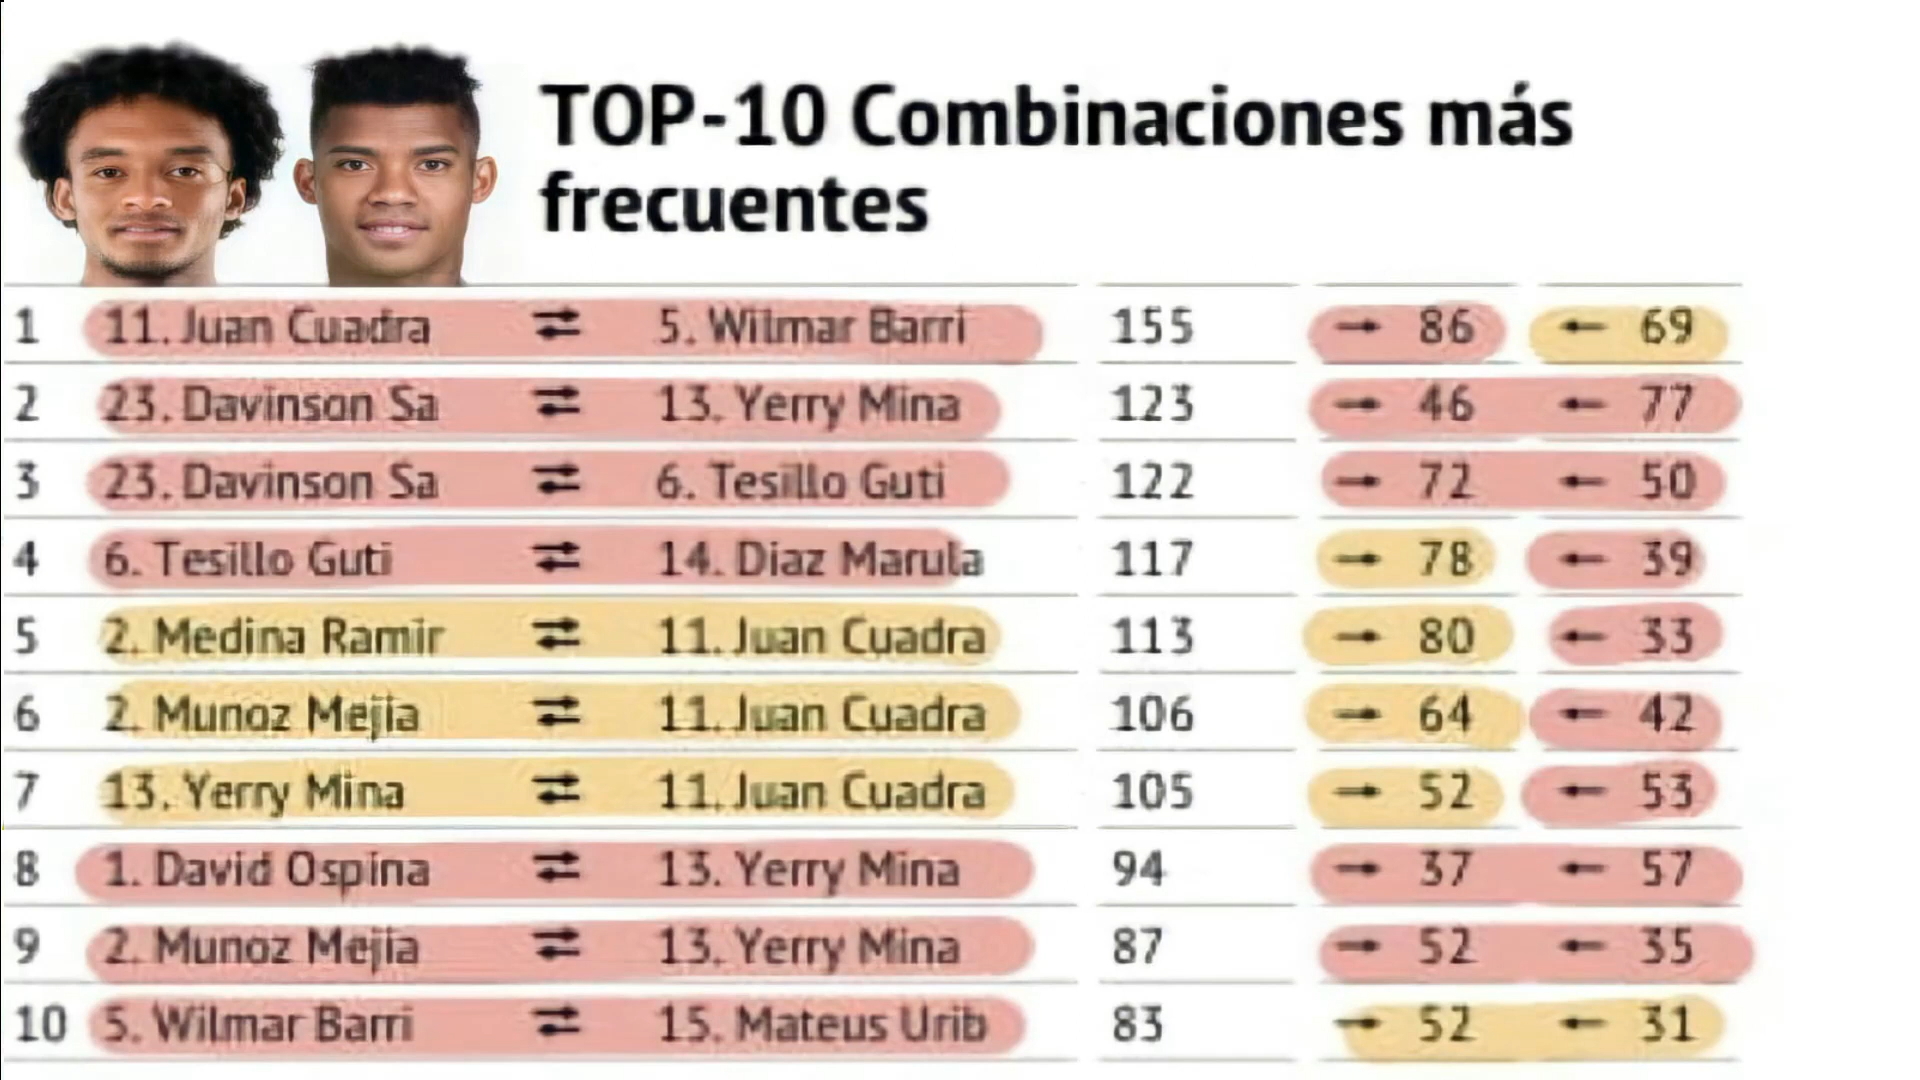 TOP-10 Combinaciones más
frecuentes
1 11. Juan Cuadra ⇄ 5. Wilmar Barri 155 → 86 ← 69
2 23. Davinson Sa ⇄ 13. Yerry Mina 123 → 46 ← 77
3 23. Davinson Sa ⇄ 6. Tesillo Guti 122 → 72 ← 50
4 6. Tesillo Guti ⇄ 14. Diaz Marula 117 → 78 ← 39
5 2. Medina Ramir ⇄ 11. Juan Cuadra 113 → 80 ← 33
6 2. Munoz Mejia ⇄ 11. Juan Cuadra 106 → 64 ← 42
7 13. Yerry Mina ⇄ 11. Juan Cuadra 105 → 52 ← 53
8 1. David Ospina ⇄ 13. Yerry Mina 94 → 37 ← 57
9 2. Munoz Mejia ⇄ 13. Yerry Mina 87 → 52 ← 35
10 5. Wilmar Barri ⇄ 15. Mateus Urib 83 → 52 ← 31